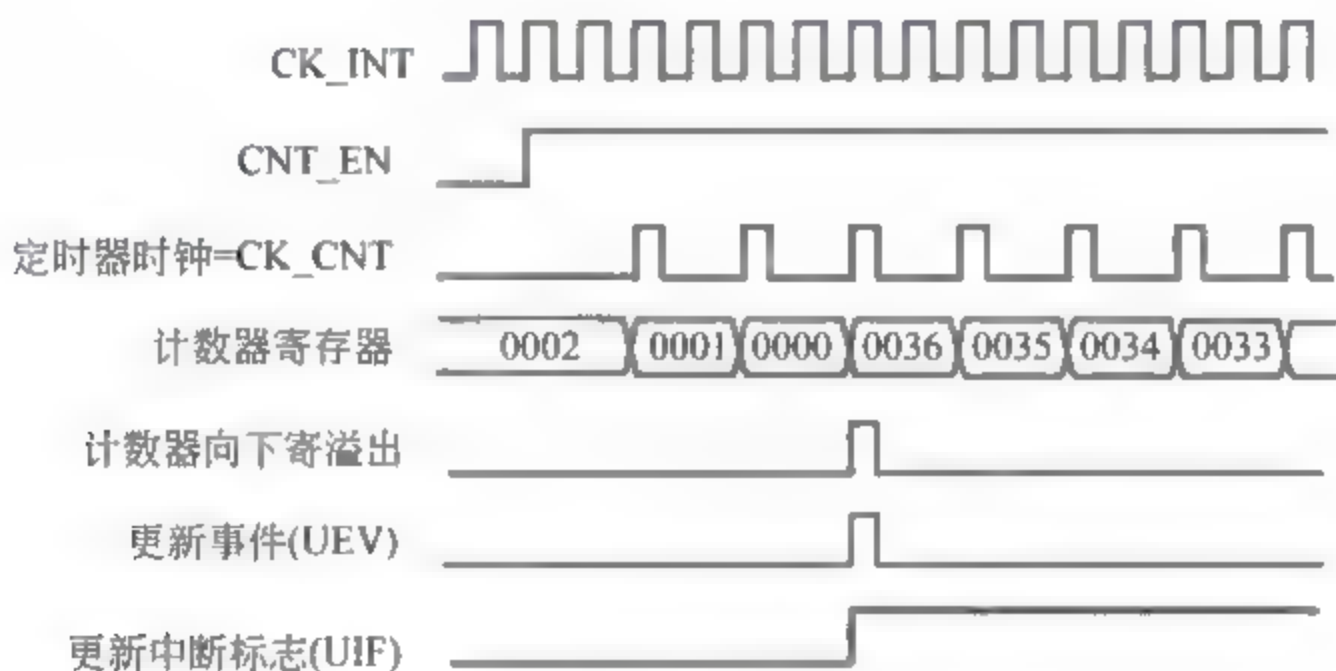 CK_INT
CNT_EN
定时器时钟=CK_CNT
计数器寄存器 0002 0001 0000 0036 0035 0034 0033
计数器向下寄溢出
更新事件(UEV)
更新中断标志(UIF)